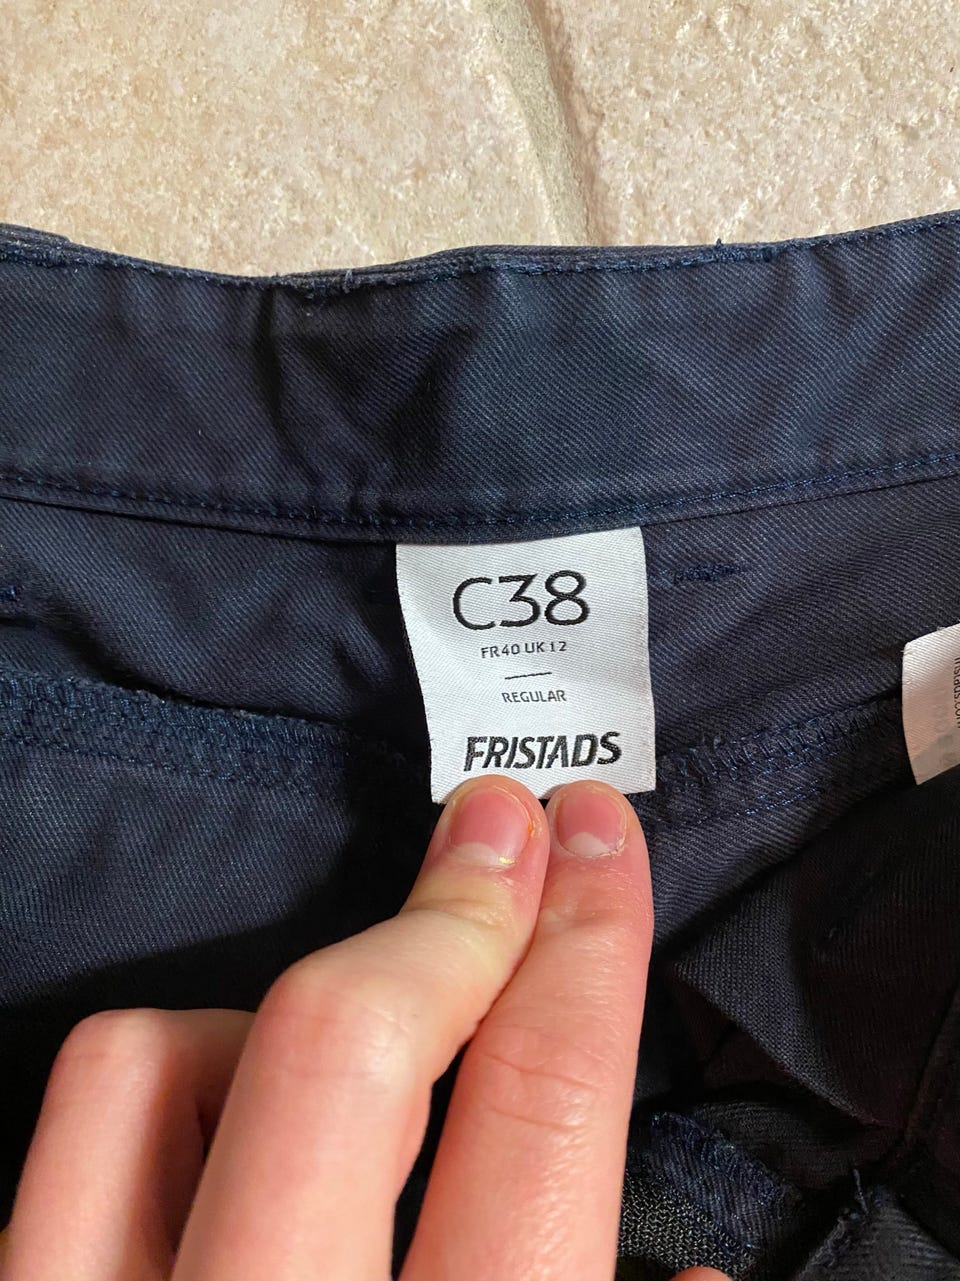 C38
FR40 UK12
REGULAR
FRISTADS